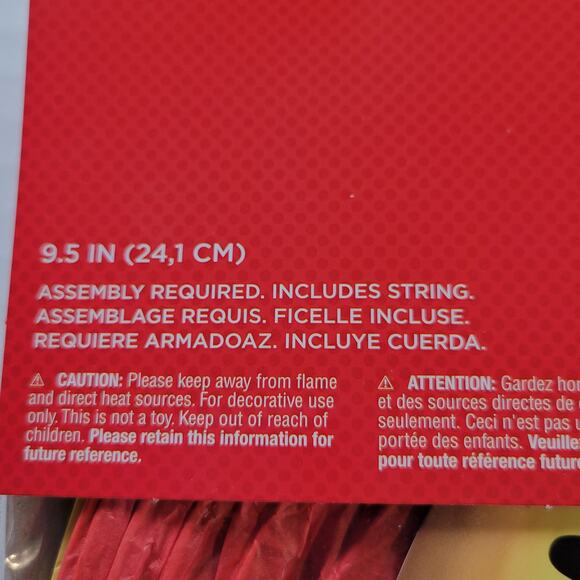 9.5 IN (24,1 CM)
ASSEMBLY REQUIRED. INCLUDES STRING.
ASSEMBLAGE REQUIS. FICELLE INCLUSE.
REQUIERE ARMADOAZ. INCLUYE CUERDA.
⚠ CAUTION: Please keep away from flame
and direct heat sources. For decorative use
only. This is not a toy. Keep out of reach of
children. Please retain this information for
future reference.
⚠ ATTENTION: Gardez
et des sources directes de
seulement. Ceci n'est pas
portée des enfants.
pour toute référence